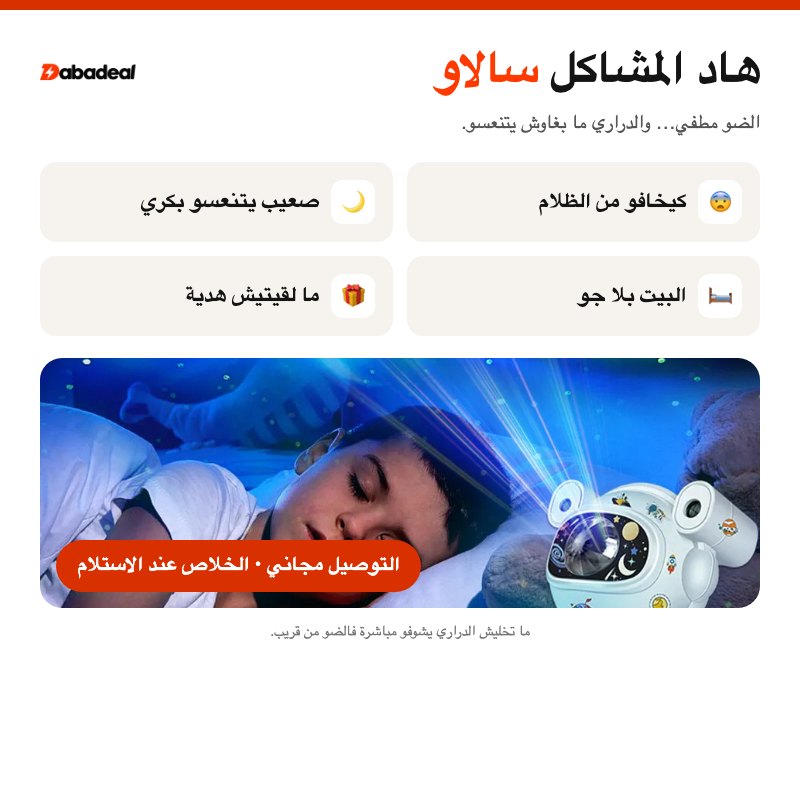 هاد المشاكل سالاو
Dabadeal
الضو مطفي... والدراري ما بغاوش يتنعسو.
كيخافو من الظلام
صعيب يتنعسو بكري
البيت بلا جو
ما لقيتيش هدية
التوصيل مجاني • الخلاص عند الاستلام
ما تخليش الدراري يشوفو مباشرة فالضو من قريب.